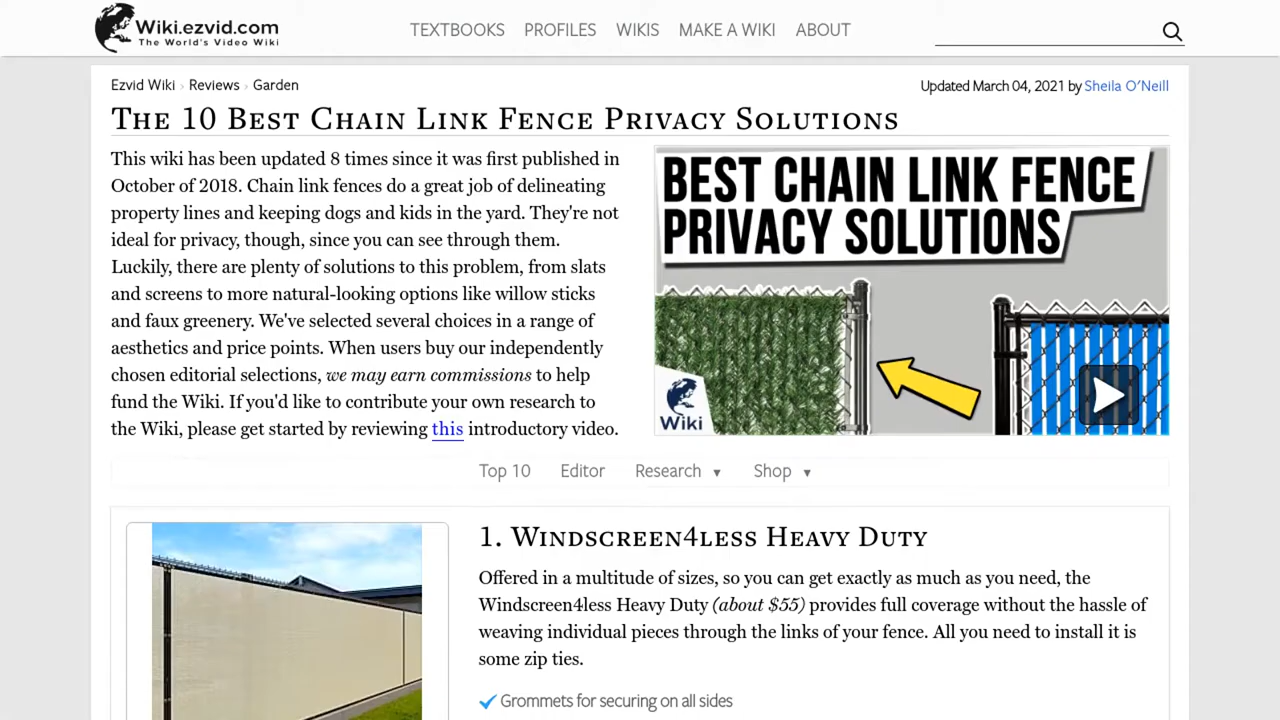 Wiki.ezvid.com
The World's Video Wiki
TEXTBOOKS PROFILES WIKIS MAKE A WIKI ABOUT
Ezvid Wiki › Reviews › Garden
Updated March 04, 2021 by Sheila O'Neill
The 10 Best Chain Link Fence Privacy Solutions
This wiki has been updated 8 times since it was first published in
October of 2018. Chain link fences do a great job of delineating
property lines and keeping dogs and kids in the yard. They're not
ideal for privacy, though, since you can see through them.
Luckily, there are plenty of solutions to this problem, from slats
and screens to more natural-looking options like willow sticks
and faux greenery. We've selected several choices in a range of
aesthetics and price points. When users buy our independently
chosen editorial selections, we may earn commissions to help
fund the Wiki. If you'd like to contribute your own research to
the Wiki, please get started by reviewing this introductory video.
BEST CHAIN LINK FENCE
PRIVACY SOLUTIONS
Wiki
Top 10 Editor Research ▼ Shop ▼
1. Windscreen4less Heavy Duty
Offered in a multitude of sizes, so you can get exactly as much as you need, the
Windscreen4less Heavy Duty (about $55) provides full coverage without the hassle of
weaving individual pieces through the links of your fence. All you need to install it is
some zip ties.
Grommets for securing on all sides